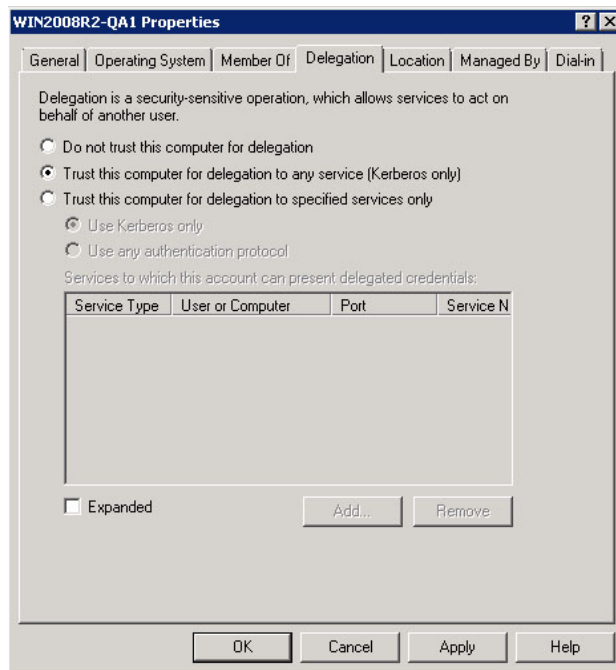 WIN2008R2-QA1 Properties
General Operating System Member Of Delegation Location Managed By Dial-in
Delegation is a security-sensitive operation, which allows services to act on
behalf of another user.
Do not trust this computer for delegation
Trust this computer for delegation to any service (Kerberos only)
Trust this computer for delegation to specified services only
Use Kerberos only
Use any authentication protocol
Services to which this account can present delegated credentials:
Service Type User or Computer Port Service N
Expanded Add... Remove
OK Cancel Apply Help